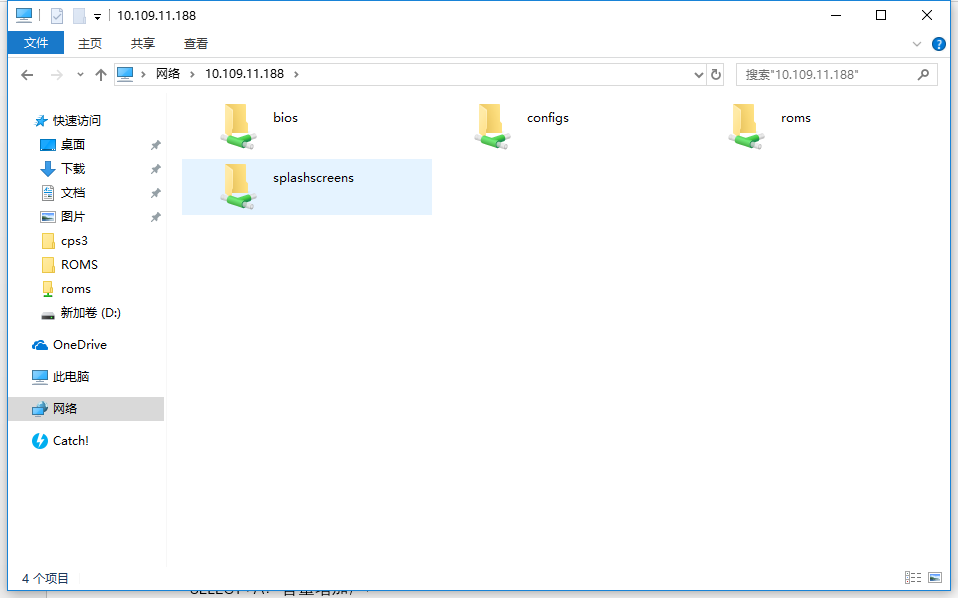 10.109.11.188
文件 主页 共享 查看
网络 10.109.11.188 搜索"10.109.11.188"
快速访问
桌面
下载
文档
图片
cps3
ROMS
roms
新加卷 (D:)
OneDrive
此电脑
网络
Catch!
bios configs roms
splashscreens
4 个项目